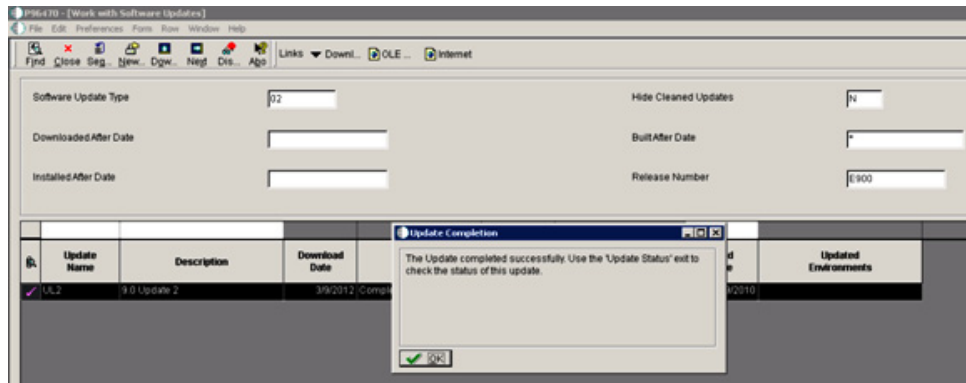 P96470 - [Work with Software Updates]
File Edit Preferences Form Row Window Help
Find Close Seq... New... Dow... Next Dis... Abo Links Downl... OLE ... Internet
Software Update Type 02 Hide Cleaned Updates N
Downloaded After Date Built After Date *
Installed After Date Release Number E900
Update Completion
The Update completed successfully. Use the 'Update Status' exit to
check the status of this update.
OK
Update Name Description Download Date Updated Environments
UL2 9.0 Update 2 3/9/2012 Comple /2010